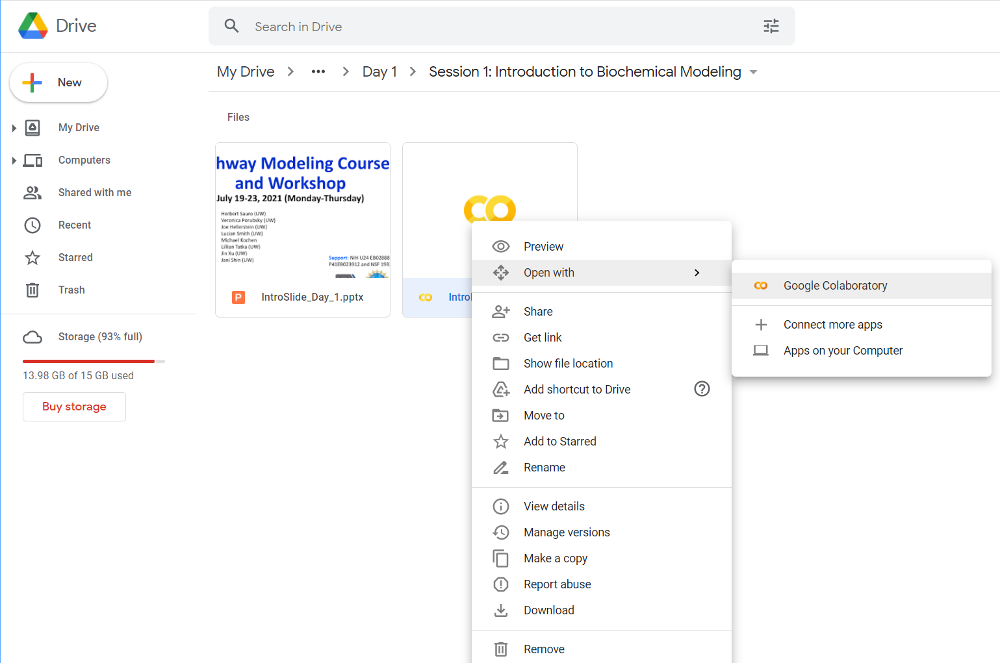 Drive
Search in Drive
New
My Drive
Computers
Shared with me
Recent
Starred
Trash
Storage (93% full)
13.98 GB of 15 GB used
Buy storage
My Drive > ••• > Day 1 > Session 1: Introduction to Biochemical Modeling
Files
hway Modeling Course
and Workshop
July 19-23, 2021 (Monday-Thursday)
Herbert Sauro (UW)
Veronica Porubsky (UW)
Joe Hellerstein (UW)
Lucian Smith (UW)
Michael Kochen
Lillian Tatka (UW)
Jin Xu (UW)
Jani Shin (UW)
Support: NIH U24 EB02888
P41EB023912 and NSF 193
P
IntroSlide_Day_1.pptx
CO
CO
Intro
Preview
Open with
Share
Get link
Show file location
Add shortcut to Drive
Move to
Add to Starred
Rename
View details
Manage versions
Make a copy
Report abuse
Download
Remove
CO
Google Colaboratory
Connect more apps
Apps on your Computer